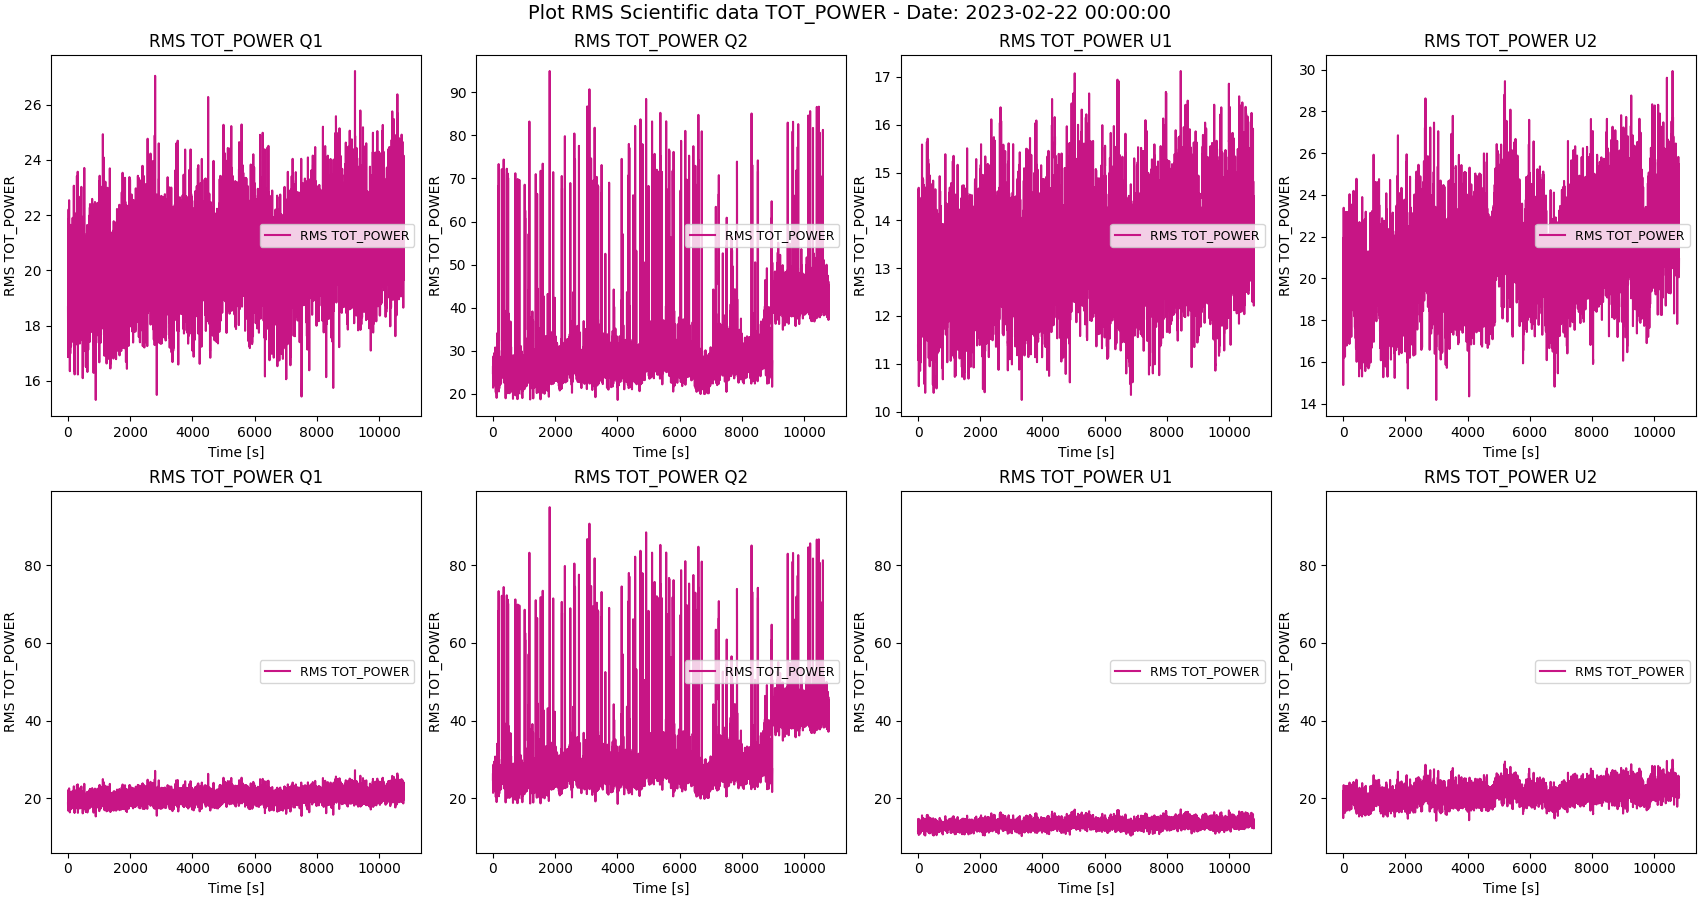 Plot RMS Scientific data TOT_POWER - Date: 2023-02-22 00:00:00
RMS TOT_POWER Q1
RMS TOT_POWER
26
24
22
20
18
16
0 2000 4000 6000 8000 10000
Time [s]
RMS TOT_POWER
RMS TOT_POWER Q2
RMS TOT_POWER
90
80
70
60
50
40
30
20
0 2000 4000 6000 8000 10000
Time [s]
RMS TOT_POWER
RMS TOT_POWER U1
RMS TOT_POWER
17
16
15
14
13
12
11
10
0 2000 4000 6000 8000 10000
Time [s]
RMS TOT_POWER
RMS TOT_POWER U2
RMS TOT_POWER
30
28
26
24
22
20
18
16
14
0 2000 4000 6000 8000 10000
Time [s]
RMS TOT_POWER
RMS TOT_POWER Q1
RMS TOT_POWER
80
60
40
20
0 2000 4000 6000 8000 10000
Time [s]
RMS TOT_POWER
RMS TOT_POWER Q2
RMS TOT_POWER
80
60
40
20
0 2000 4000 6000 8000 10000
Time [s]
RMS TOT_POWER
RMS TOT_POWER U1
RMS TOT_POWER
80
60
40
20
0 2000 4000 6000 8000 10000
Time [s]
RMS TOT_POWER
RMS TOT_POWER U2
RMS TOT_POWER
80
60
40
20
0 2000 4000 6000 8000 10000
Time [s]
RMS TOT_POWER